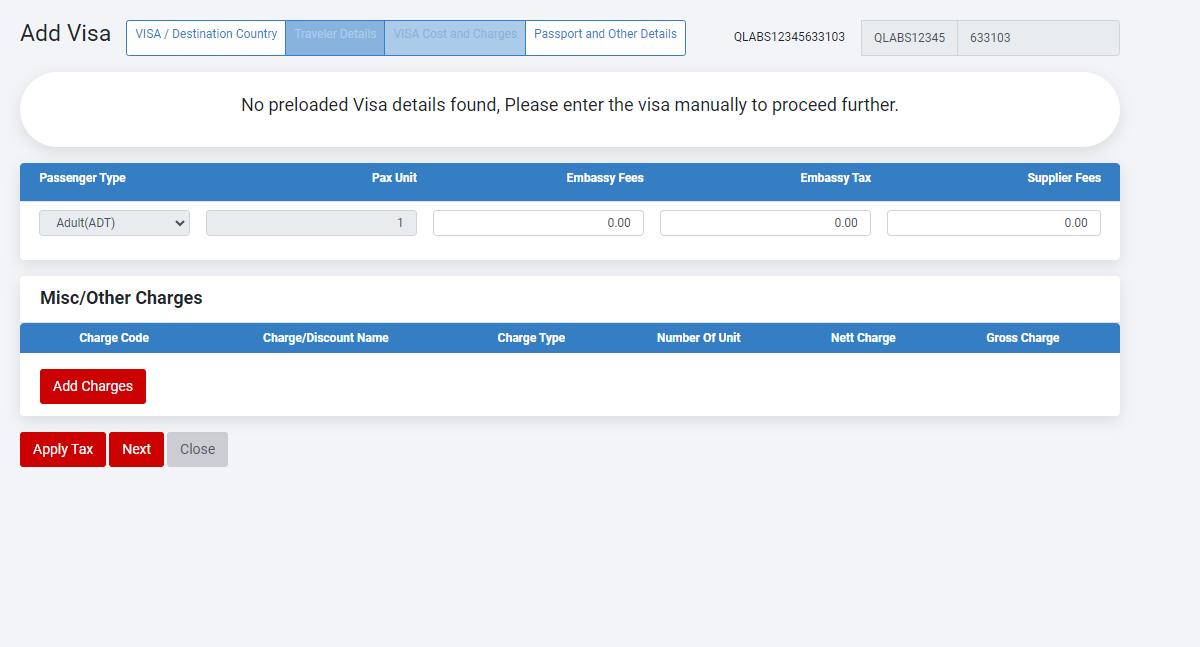 Add Visa
VISA / Destination Country
Traveler Details
VISA Cost and Charges
Passport and Other Details
QLABS12345633103
QLABS12345
633103
No preloaded Visa details found, Please enter the visa manually to proceed further.
Passenger Type Pax Unit Embassy Fees Embassy Tax Supplier Fees
Adult(ADT) 1 0.00 0.00 0.00
Misc/Other Charges
Charge Code Charge/Discount Name Charge Type Number Of Unit Nett Charge Gross Charge
Add Charges
Apply Tax Next Close